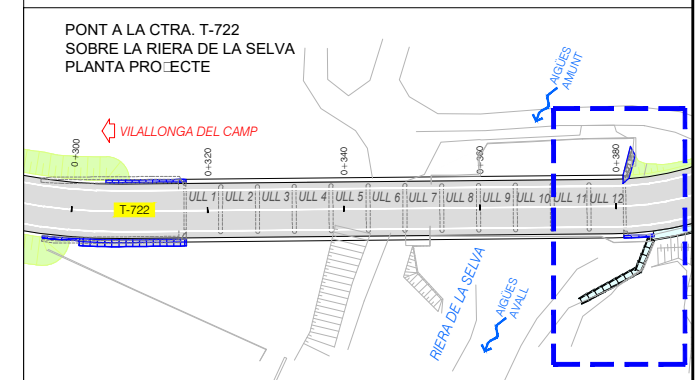 PONT A LA CTRA. T-722
SOBRE LA RIERA DE LA SELVA
PLANTA PRO□ECTE
AIGÜES
AMUNT
VILALLONGA DEL CAMP
0+300
0+320
0+340
0+360
0+380
T-722
ULL 1
ULL 2
ULL 3
ULL 4
ULL 5
ULL 6
ULL 7
ULL 8
ULL 9
ULL 10
ULL 11
ULL 12
RIERA DE LA SELVA
AIGÜES
AVALL